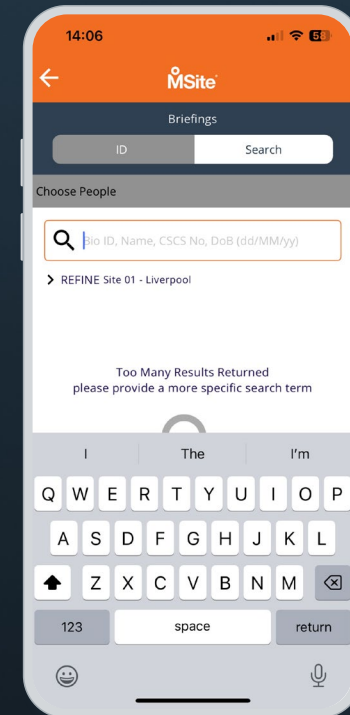 14:06
58
MSite
Briefings
ID Search
Choose People
Bio ID, Name, CSCS No, DoB (dd/MM/yy)
REFINE Site 01 - Liverpool
Too Many Results Returned
please provide a more specific search term
I The I'm
Q W E R T Y U I O P
A S D F G H J K L
Z X C V B N M
123 space return